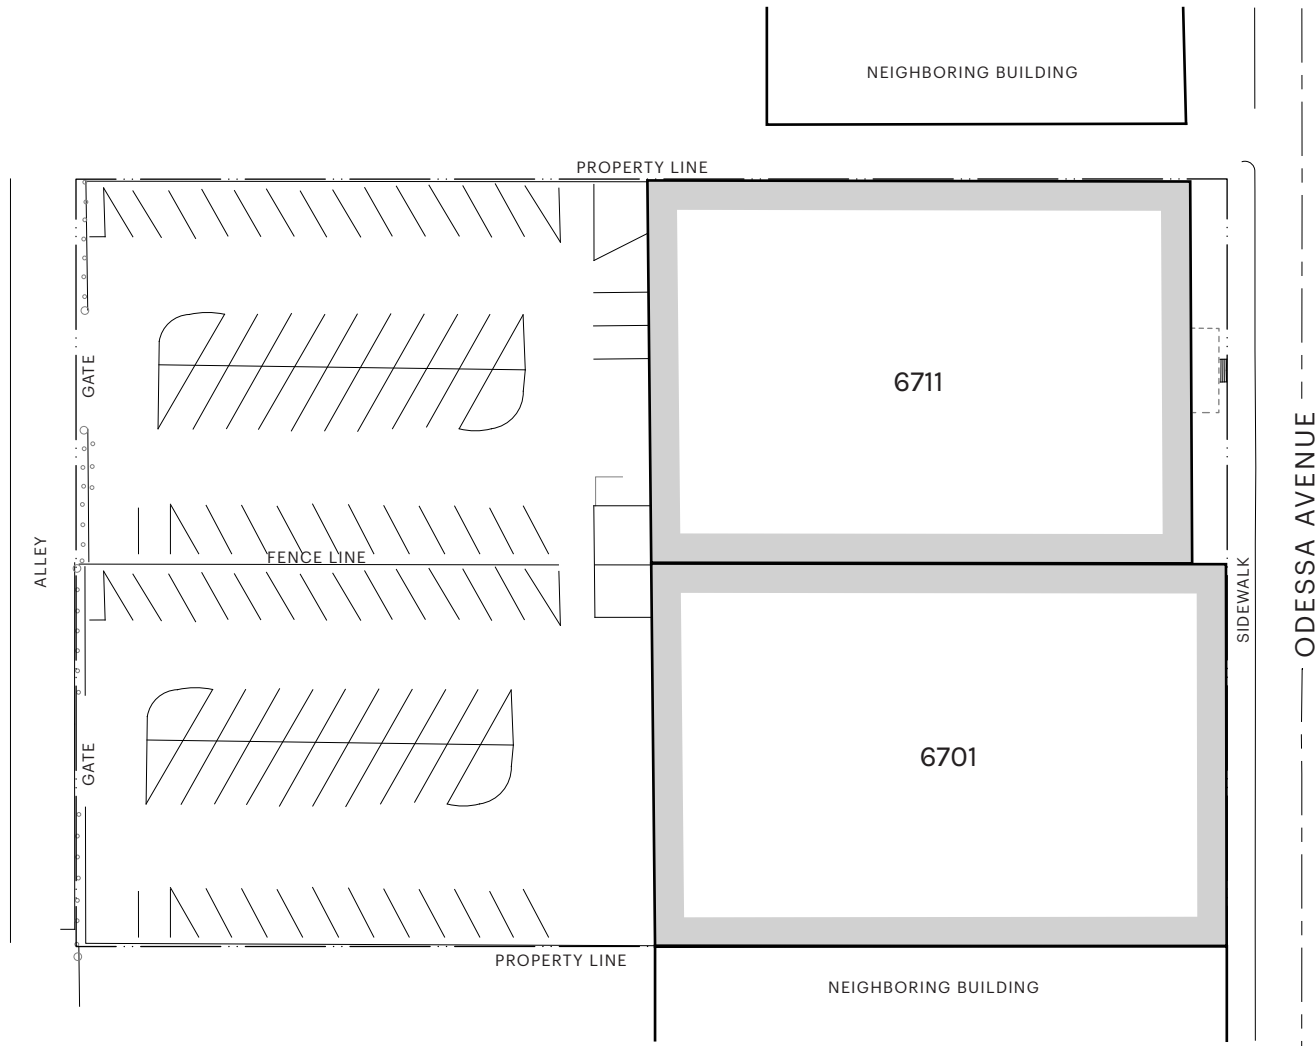 NEIGHBORING BUILDING
PROPERTY LINE
GATE
6711
ODESSA AVENUE
ALLEY
FENCE LINE
SIDEWALK
GATE
6701
PROPERTY LINE
NEIGHBORING BUILDING